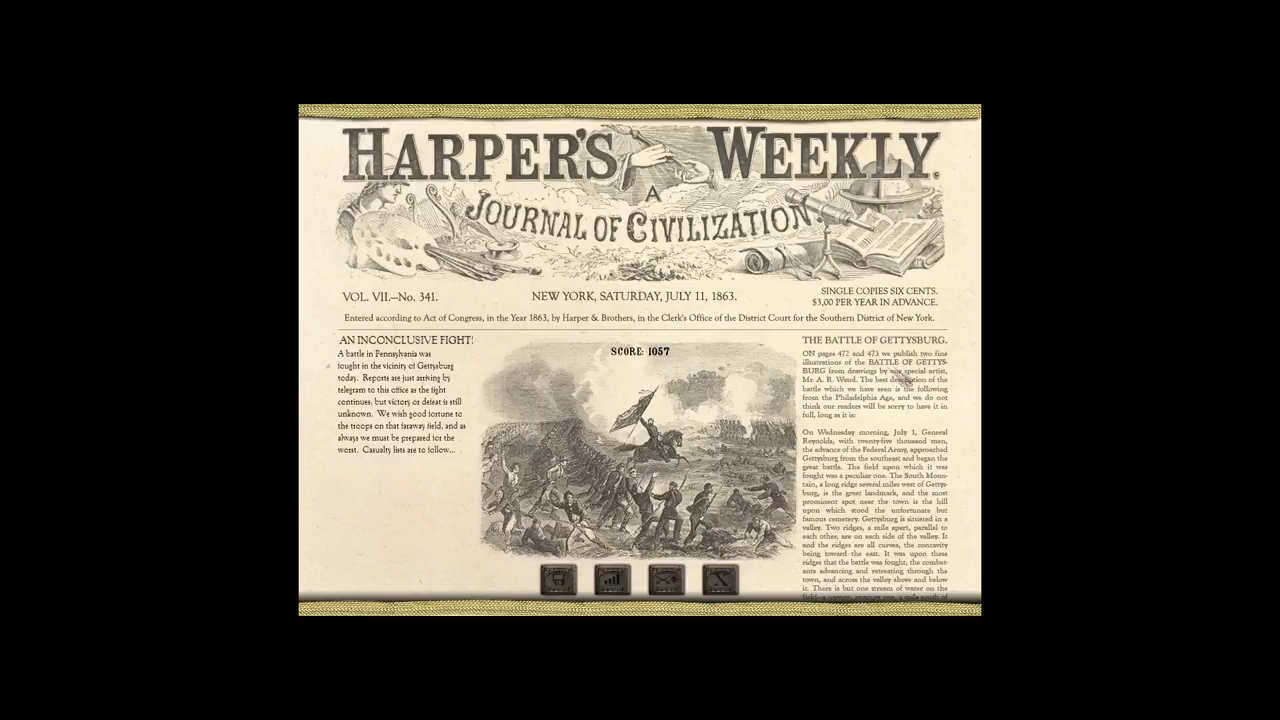 HARPER'S WEEKLY.
A
JOURNAL OF CIVILIZATION
VOL. VII.—No. 341.
NEW YORK, SATURDAY, JULY 11, 1863.
SINGLE COPIES SIX CENTS.
$3,00 PER YEAR IN ADVANCE.
Entered according to Act of Congress, in the Year 1863, by Harper & Brothers, in the Clerk's Office of the District Court for the Southern District of New York.
AN INCONCLUSIVE FIGHT!
A battle in Pennsylvania was
fought in the vicinity of Gettysburg
today. Reports are just arriving by
telegram to this office as the fight
continues, but victory or defeat is still
unknown. We wish good fortune to
the troops on that faraway field, and as
always we must be prepared for the
worst. Casualty lists are to follow...
SCORE: 1057
THE BATTLE OF GETTYSBURG.
ON pages 472 and 473 we publish two fine
illustrations of the BATTLE OF GETTYS-
BURG from drawings by our special artist,
Mr. A. R. Waud. The best description of the
battle which we have seen is the following
from the Philadelphia Age, and we do not
think our readers will be sorry to have it in
full, long as it is:
On Wednesday morning, July 1, General
Reynolds, with twenty-five thousand men,
the advance of the Federal Army, approached
Gettysburg from the southeast and began the
great battle. The field upon which it was
fought was a peculiar one. The South Moun-
tain, a long ridge several miles west of Gettys-
burg, is the great landmark, and the most
prominent spot near the town is the hill
upon which stood the unfortunate but
famous cemetery. Gettysburg is situated in a
valley. Two ridges, a mile apart, parallel to
each other, are on each side of the valley. It
and the ridges are all curves, the concavity
being toward the east. It was upon these
ridges that the battle was fought, the combat-
ants advancing and retreating through the
town, and across the valley above and below
it. There is but one stream of water on the
field—a narrow, swampy one, a mile south of